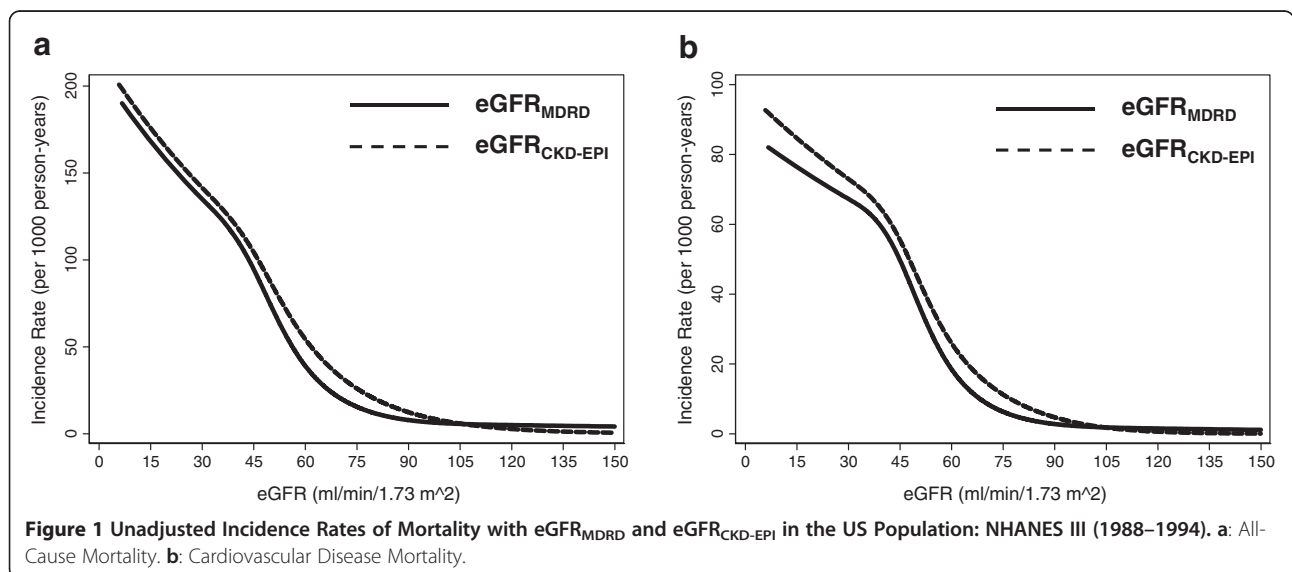 a
200
150
100
50
0
Incidence Rate (per 1000 person-years)
eGFRMDRD
eGFRCKD-EPI
0 15 30 45 60 75 90 105 120 135 150
eGFR (ml/min/1.73 m^2)
b
100
80
60
40
20
0
Incidence Rate (per 1000 person-years)
eGFRMDRD
eGFRCKD-EPI
0 15 30 45 60 75 90 105 120 135 150
eGFR (ml/min/1.73 m^2)
Figure 1 Unadjusted Incidence Rates of Mortality with eGFRMDRD and eGFRCKD-EPI in the US Population: NHANES III (1988–1994). a: All-
Cause Mortality. b: Cardiovascular Disease Mortality.